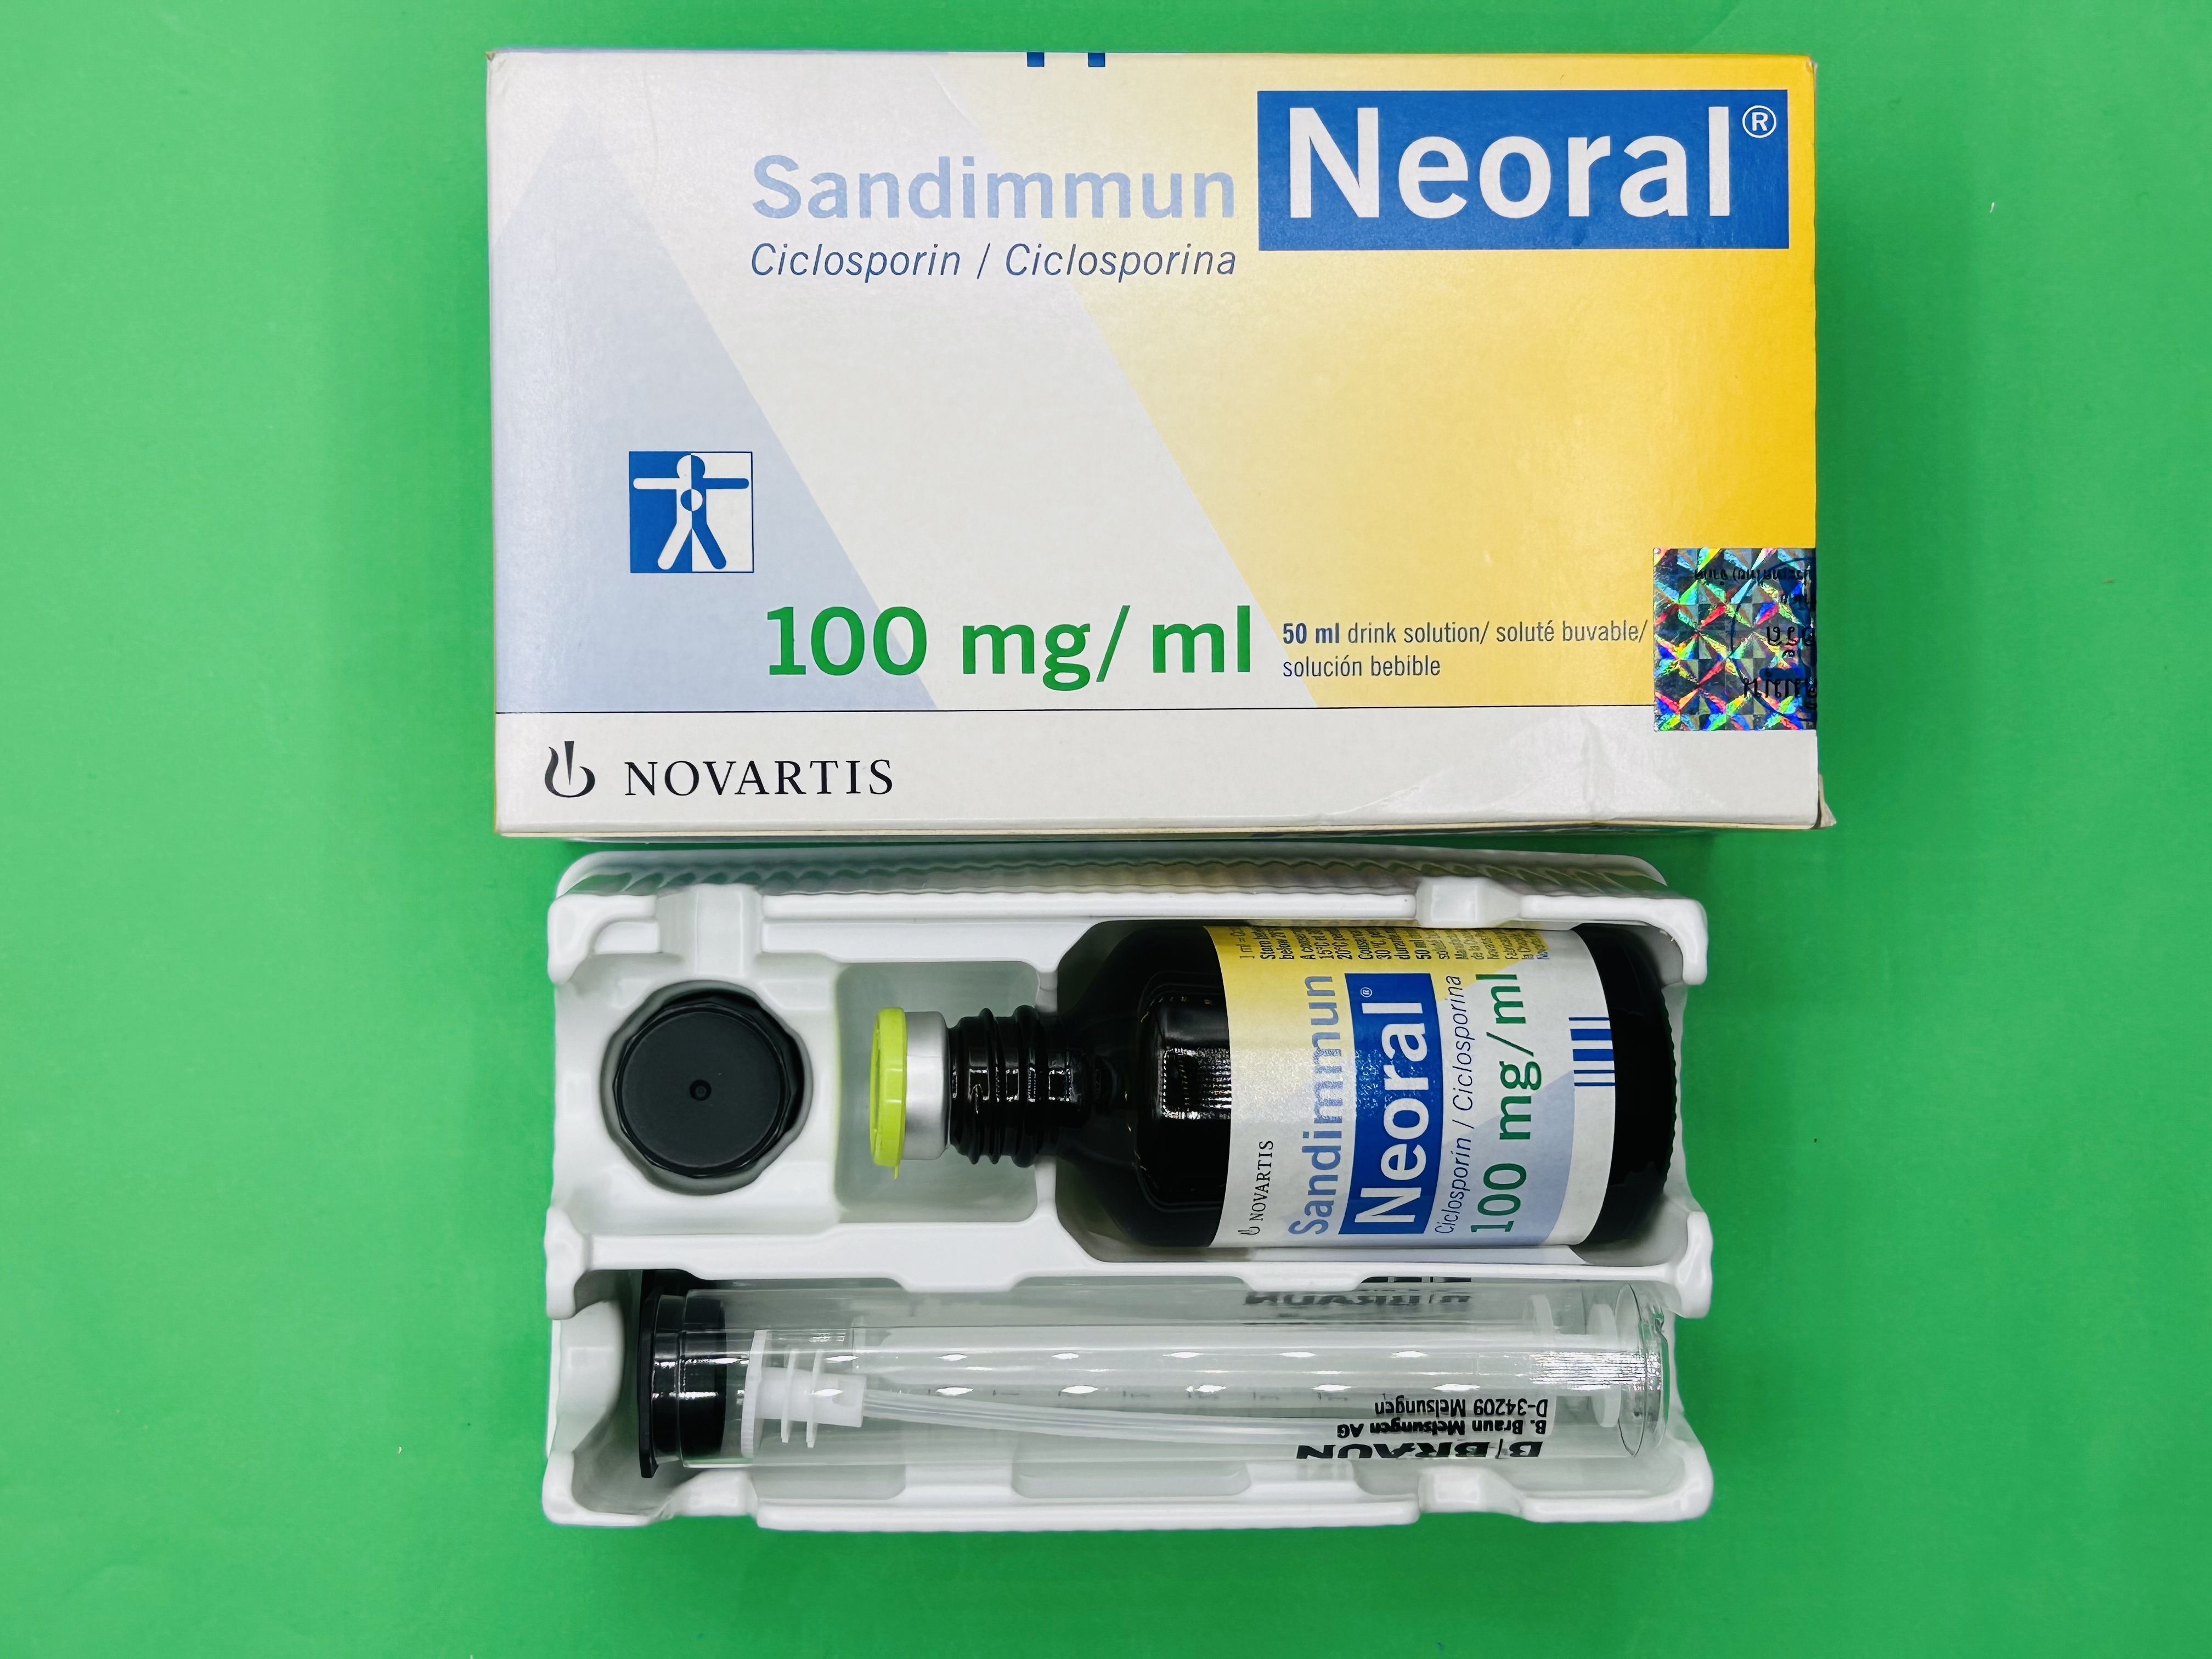 Sandimmun Neoral®
Ciclosporin / Ciclosporina
100 mg/ ml 50 ml drink solution/ soluté buvable/
solución bebible
NOVARTIS
NOVARTIS
Sandimmun
Neoral®
Ciclosporin / Ciclosporina
100 mg/ml
B|BRAUN
B. Braun Melsungen AG
D-34209 Melsungen